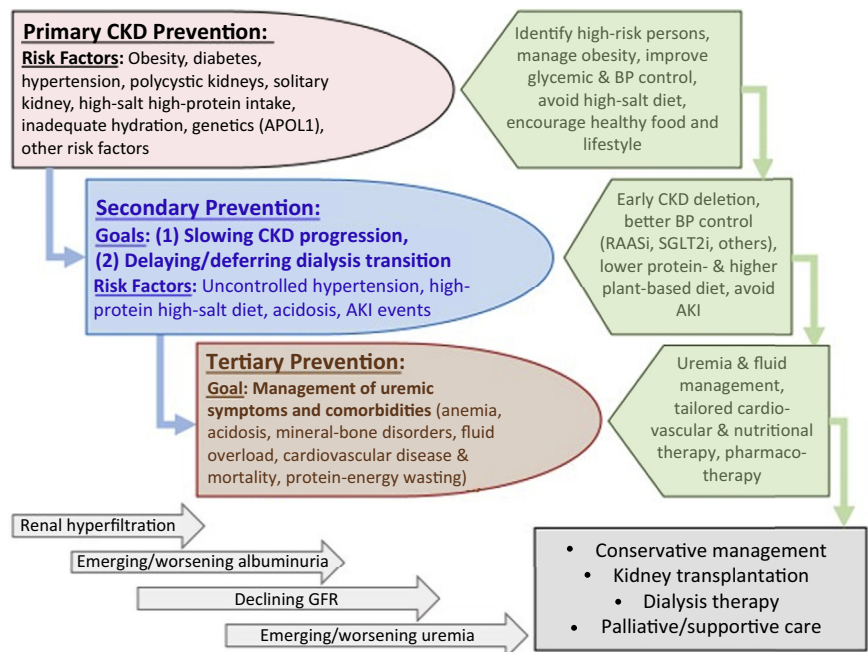 Primary CKD Prevention:
Risk Factors: Obesity, diabetes,
hypertension, polycystic kidneys, solitary
kidney, high-salt high-protein intake,
inadequate hydration, genetics (APOL1),
other risk factors
Identify high-risk persons,
manage obesity, improve
glycemic & BP control,
avoid high-salt diet,
encourage healthy food and
lifestyle
Secondary Prevention:
Goals: (1) Slowing CKD progression,
(2) Delaying/deferring dialysis transition
Risk Factors: Uncontrolled hypertension, high-
protein high-salt diet, acidosis, AKI events
Early CKD deletion,
better BP control
(RAASi, SGLT2i, others),
lower protein- & higher
plant-based diet, avoid
AKI
Tertiary Prevention:
Goal: Management of uremic
symptoms and comorbidities (anemia,
acidosis, mineral-bone disorders, fluid
overload, cardiovascular disease &
mortality, protein-energy wasting)
Uremia & fluid
management,
tailored cardio-
vascular & nutritional
therapy, pharmaco-
therapy
Renal hyperfiltration
Emerging/worsening albuminuria
Declining GFR
Emerging/worsening uremia
• Conservative management
• Kidney transplantation
• Dialysis therapy
• Palliative/supportive care